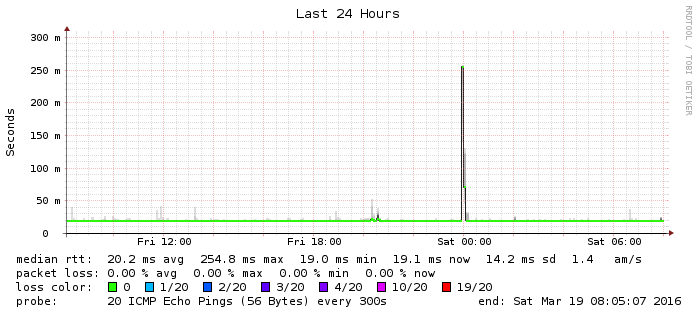 Last 24 Hours
RRDTOOL / TOBI OETIKER
Seconds
300 m
250 m
200 m
150 m
100 m
50 m
0
Fri 12:00 Fri 18:00 Sat 00:00 Sat 06:00
median rtt: 20.2 ms avg 254.8 ms max 19.0 ms min 19.1 ms now 14.2 ms sd 1.4 am/s
packet loss: 0.00 % avg 0.00 % max 0.00 % min 0.00 % now
loss color: 0 1/20 2/20 3/20 4/20 10/20 19/20
probe: 20 ICMP Echo Pings (56 Bytes) every 300s end: Sat Mar 19 08:05:07 2016